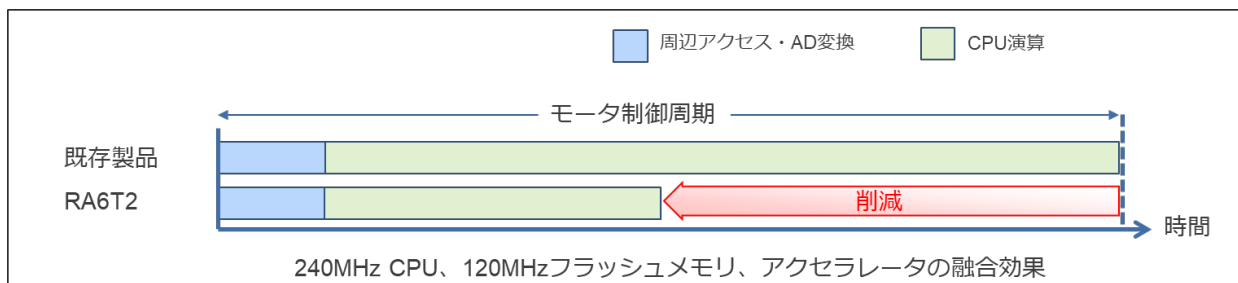 周辺アクセス・AD変換
CPU演算
モータ制御周期
既存製品
RA6T2
削減
時間
240MHz CPU、120MHzフラッシュメモリ、アクセラレータの融合効果